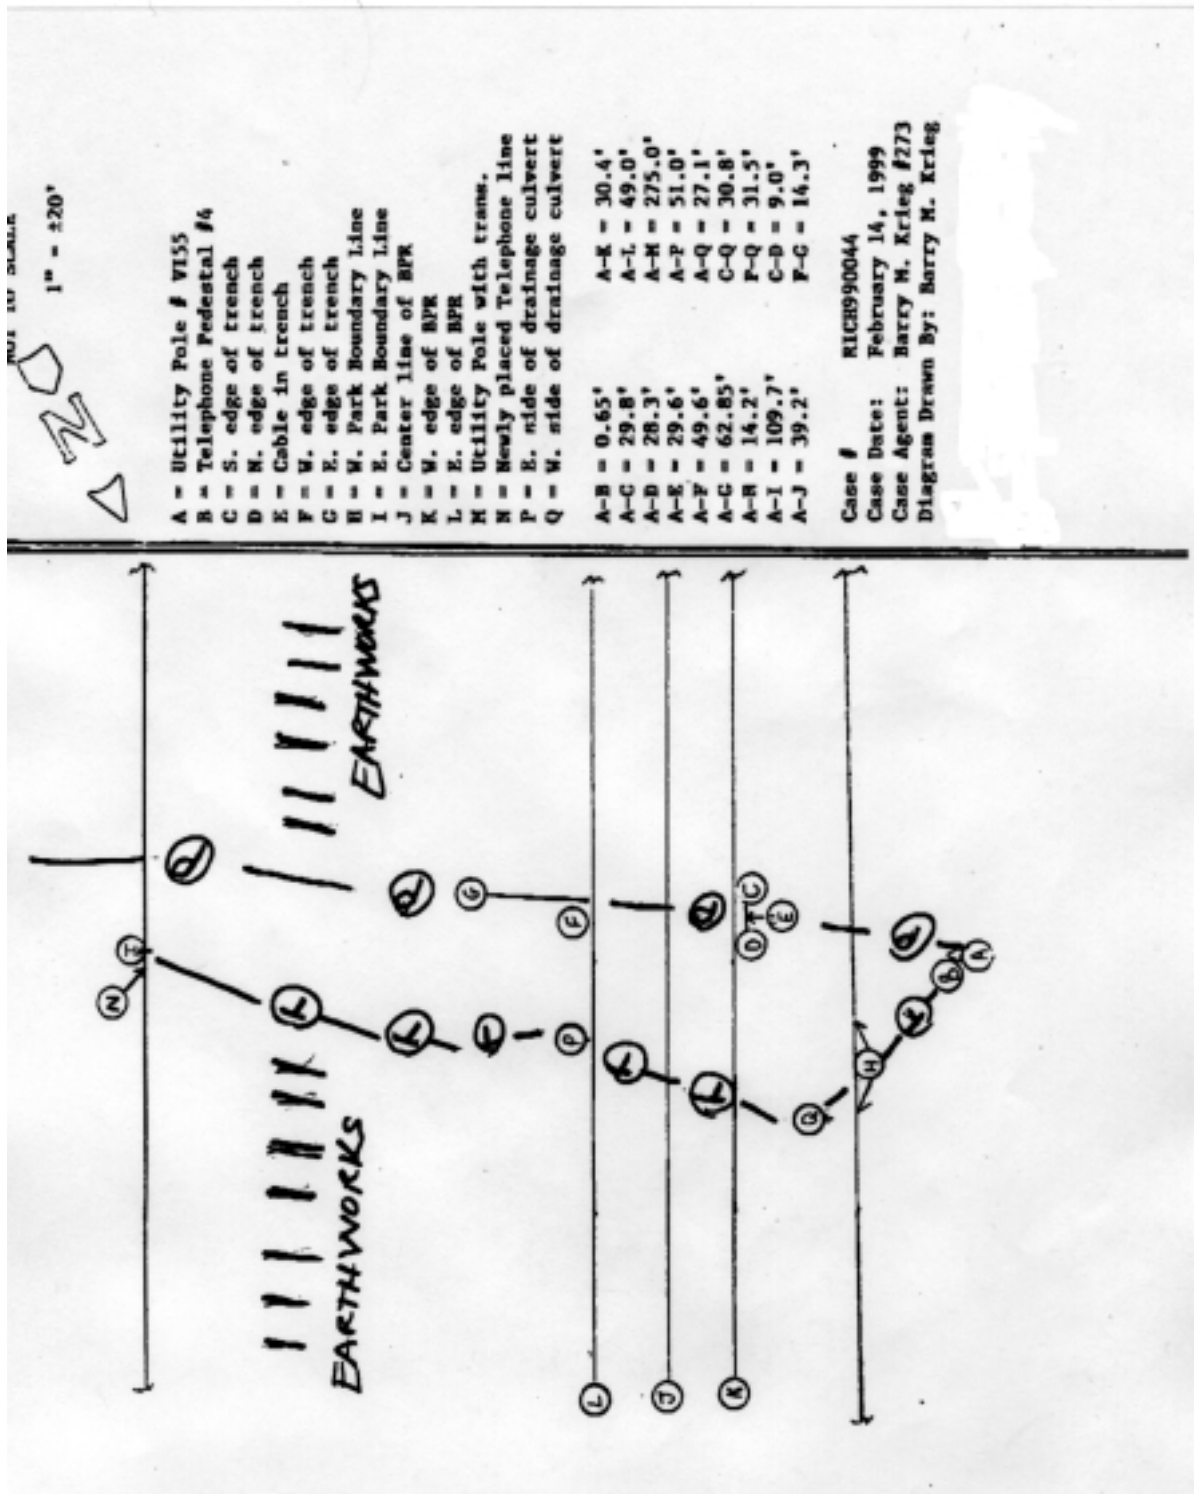 NOT TO SCALE
1" = ±20'
N
A = Utility Pole # VI55
B = Telephone Pedestal #4
C = S. edge of trench
D = N. edge of trench
E = Cable in trench
F = W. edge of trench
G = E. edge of trench
H = W. Park Boundary Line
I = E. Park Boundary Line
J = Center line of BPR
K = W. edge of BPR
L = E. edge of BPR
M = Utility Pole with trans.
N = Newly placed Telephone line
P = E. side of drainage culvert
Q = W. side of drainage culvert
A-B = 0.65' A-K = 30.4'
A-C = 29.8' A-L = 49.0'
A-D = 28.3' A-M = 275.0'
A-E = 29.6' A-P = 51.0'
A-F = 49.6' A-Q = 27.1'
A-G = 62.85' C-Q = 30.8'
A-N = 14.2' P-Q = 31.5'
A-I = 109.7' C-D = 9.0'
A-J = 39.2' F-G = 14.3'
Case # RICH990044
Case Date: February 14, 1999
Case Agent: Barry M. Krieg #273
Diagram Drawn By: Barry M. Krieg
EARTHWORKS
EARTHWORKS
N
I
G
F
P
D
C
E
Q
H
B
A
L
J
K